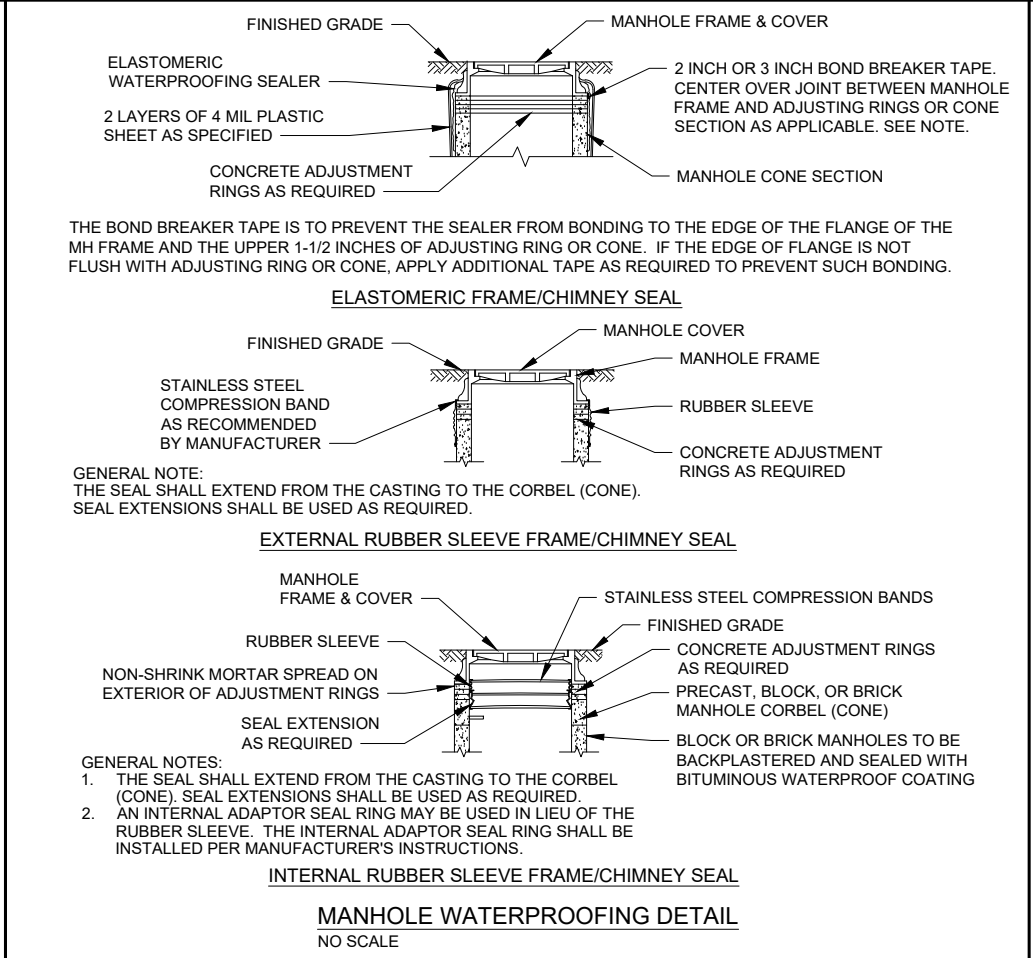 FINISHED GRADE
MANHOLE FRAME & COVER
ELASTOMERIC
WATERPROOFING SEALER
2 LAYERS OF 4 MIL PLASTIC
SHEET AS SPECIFIED
CONCRETE ADJUSTMENT
RINGS AS REQUIRED
2 INCH OR 3 INCH BOND BREAKER TAPE.
CENTER OVER JOINT BETWEEN MANHOLE
FRAME AND ADJUSTING RINGS OR CONE
SECTION AS APPLICABLE. SEE NOTE.
MANHOLE CONE SECTION
THE BOND BREAKER TAPE IS TO PREVENT THE SEALER FROM BONDING TO THE EDGE OF THE FLANGE OF THE
MH FRAME AND THE UPPER 1-1/2 INCHES OF ADJUSTING RING OR CONE. IF THE EDGE OF FLANGE IS NOT
FLUSH WITH ADJUSTING RING OR CONE, APPLY ADDITIONAL TAPE AS REQUIRED TO PREVENT SUCH BONDING.
ELASTOMERIC FRAME/CHIMNEY SEAL
FINISHED GRADE
MANHOLE COVER
MANHOLE FRAME
STAINLESS STEEL
COMPRESSION BAND
AS RECOMMENDED
BY MANUFACTURER
RUBBER SLEEVE
CONCRETE ADJUSTMENT
RINGS AS REQUIRED
GENERAL NOTE:
THE SEAL SHALL EXTEND FROM THE CASTING TO THE CORBEL (CONE).
SEAL EXTENSIONS SHALL BE USED AS REQUIRED.
EXTERNAL RUBBER SLEEVE FRAME/CHIMNEY SEAL
MANHOLE
FRAME & COVER
RUBBER SLEEVE
NON-SHRINK MORTAR SPREAD ON
EXTERIOR OF ADJUSTMENT RINGS
SEAL EXTENSION
AS REQUIRED
STAINLESS STEEL COMPRESSION BANDS
FINISHED GRADE
CONCRETE ADJUSTMENT RINGS
AS REQUIRED
PRECAST, BLOCK, OR BRICK
MANHOLE CORBEL (CONE)
BLOCK OR BRICK MANHOLES TO BE
BACKPLASTERED AND SEALED WITH
BITUMINOUS WATERPROOF COATING
GENERAL NOTES:
1. THE SEAL SHALL EXTEND FROM THE CASTING TO THE CORBEL
(CONE). SEAL EXTENSIONS SHALL BE USED AS REQUIRED.
2. AN INTERNAL ADAPTOR SEAL RING MAY BE USED IN LIEU OF THE
RUBBER SLEEVE. THE INTERNAL ADAPTOR SEAL RING SHALL BE
INSTALLED PER MANUFACTURER'S INSTRUCTIONS.
INTERNAL RUBBER SLEEVE FRAME/CHIMNEY SEAL
MANHOLE WATERPROOFING DETAIL
NO SCALE